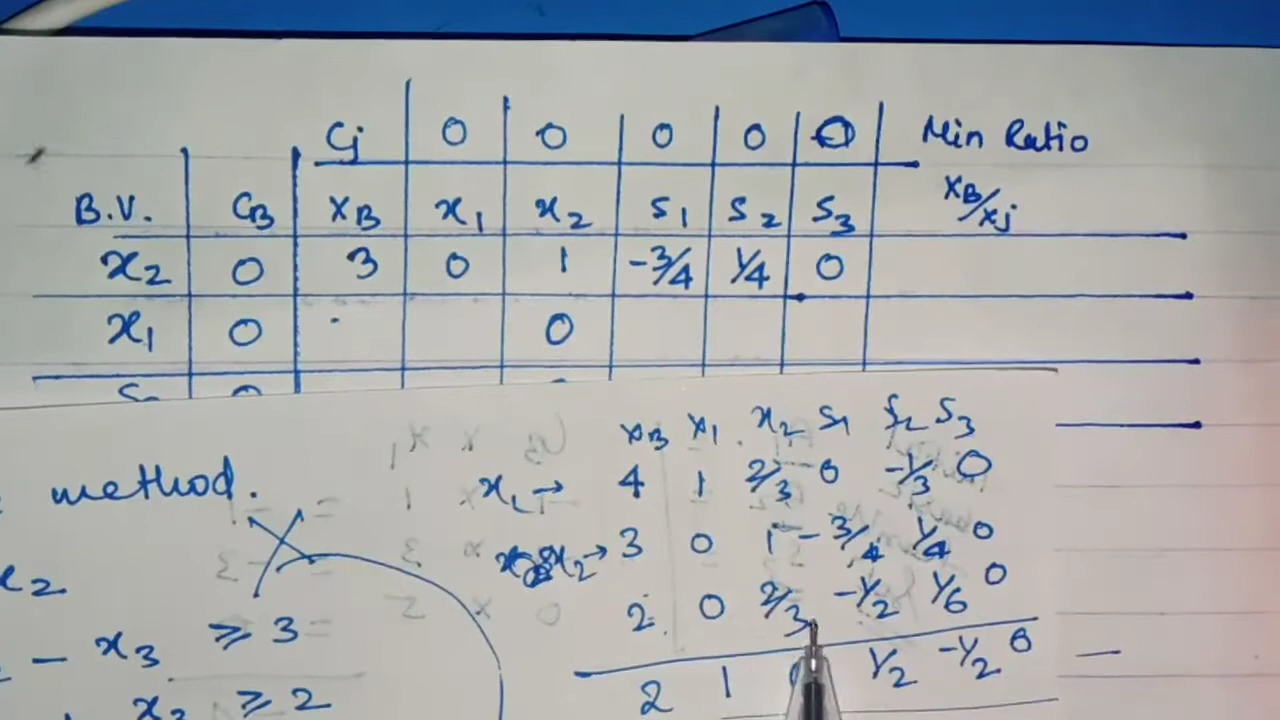 Cj 0 0 0 0 0 Min Ratio
B.V. CB XB x1 x2 S1 S2 S3 XB/xj
x2 0 3 0 1 -3/4 1/4 0
x1 0 0
XB x1 x2 S1 S2 S3
method. x1 → 4 1 2/3 0 -1/3 0
x2 → 3 0 1 -3/4 1/4 0
x2
2 0 2/3 -1/2 1/6 0
- x3 ≥ 3
2 1 1/2 -1/2 0
≥ 2